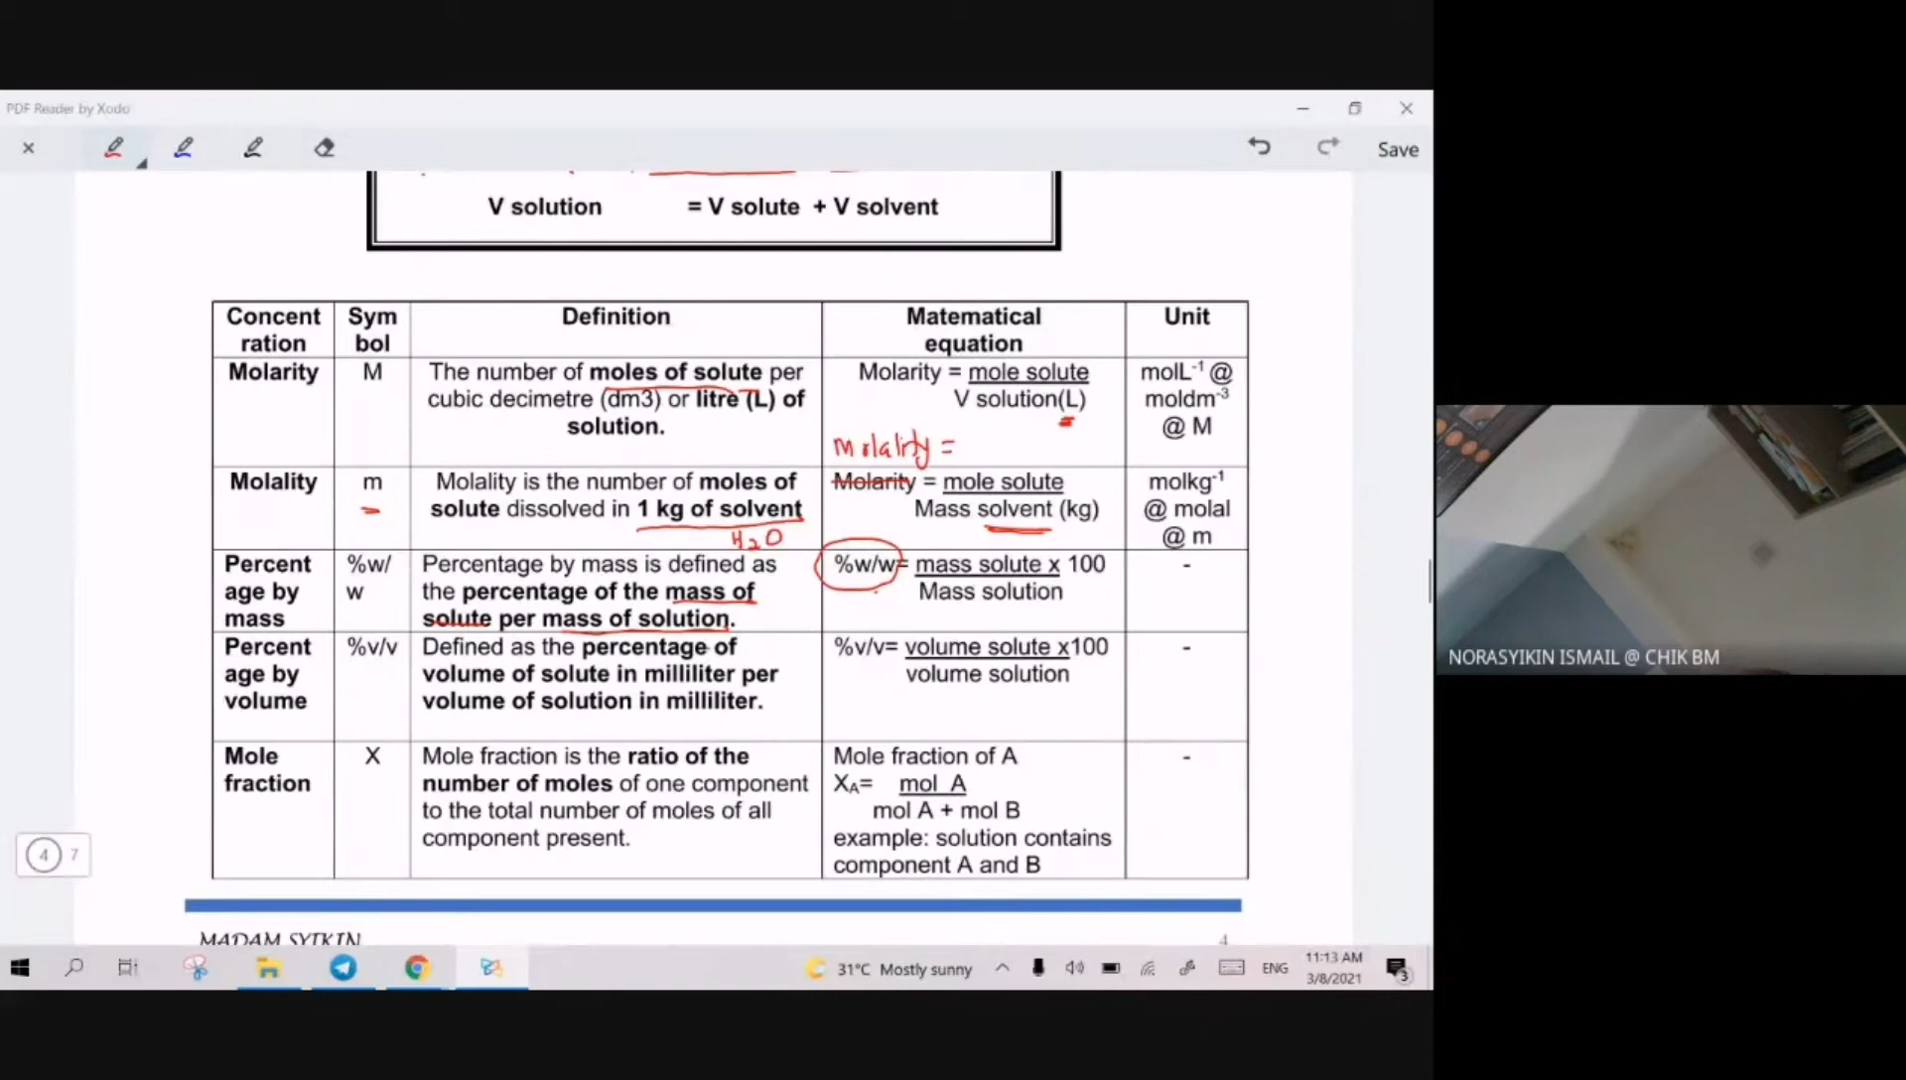 PDF Reader by Xodo
Save
V solution = V solute + V solvent
Concent
ration
Sym
bol
Definition
Matematical
equation
Unit
Molarity
M
The number of moles of solute per
cubic decimetre (dm3) or litre (L) of
solution.
Molarity = mole solute
V solution(L)
molL-1 @
moldm-3
@ M
Molality =
Molality
m
Molality is the number of moles of
solute dissolved in 1 kg of solvent
H2O
Molarity = mole solute
Mass solvent (kg)
molkg-1
@ molal
@ m
Percent
age by
mass
%w/
w
Percentage by mass is defined as
the percentage of the mass of
solute per mass of solution.
%w/w= mass solute x 100
Mass solution
-
Percent
age by
volume
%v/v
Defined as the percentage of
volume of solute in milliliter per
volume of solution in milliliter.
%v/v= volume solute x100
volume solution
-
Mole
fraction
X
Mole fraction is the ratio of the
number of moles of one component
to the total number of moles of all
component present.
Mole fraction of A
XA= mol A
mol A + mol B
example: solution contains
component A and B
-
4 7
MADAM SYIKIN
4
31°C Mostly sunny
ENG
11:13 AM
3/8/2021
3
NORASYIKIN ISMAIL @ CHIK BM